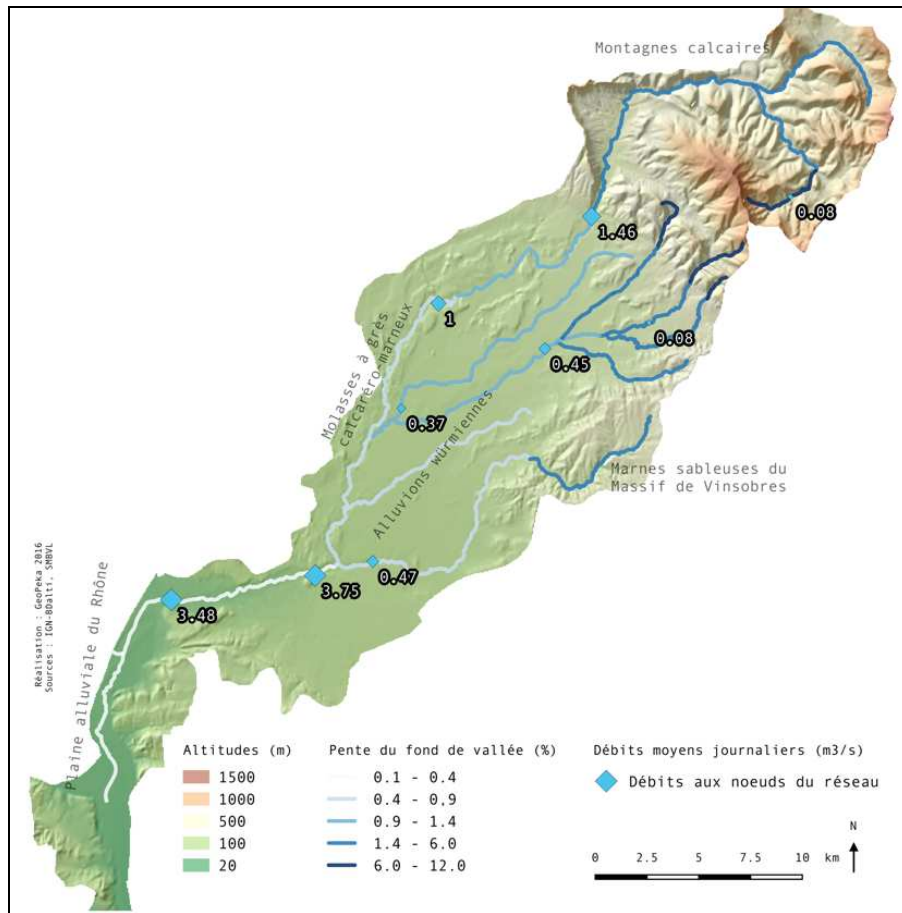 Montagnes calcaires
0.08
1.46
1
Molasses à grès
calcaréro-marneux
0.08
0.45
0.37
Alluvions würmiennes
Marnes sableuses du
Massif de Vinsobres
0.47
3.75
3.48
Plaine alluviale du Rhône
Réalisation : GeoPeka 2016
Sources : IGN-BDalti, SMBVL
Altitudes (m)
1500
1000
500
100
20
Pente du fond de vallée (%)
0.1 - 0.4
0.4 - 0,9
0.9 - 1.4
1.4 - 6.0
6.0 - 12.0
Débits moyens journaliers (m3/s)
Débits aux noeuds du réseau
N
0 2.5 5 7.5 10 km